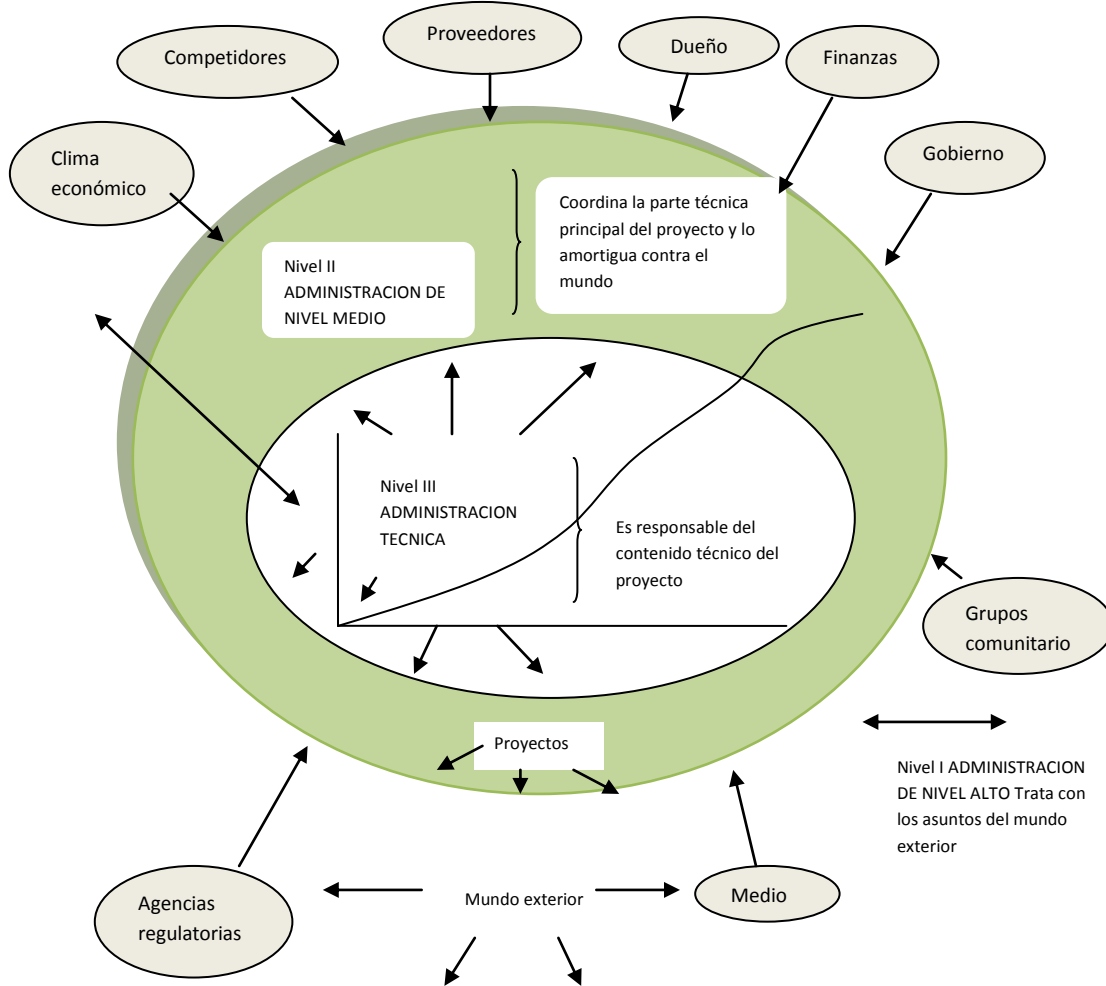 Proveedores
Dueño
Competidores
Finanzas
Clima
económico
Gobierno
Coordina la parte técnica
principal del proyecto y lo
amortigua contra el
mundo
Nivel II
ADMINISTRACION DE
NIVEL MEDIO
Nivel III
ADMINISTRACION
TECNICA
Es responsable del
contenido técnico del
proyecto
Grupos
comunitario
Proyectos
Nivel I ADMINISTRACION
DE NIVEL ALTO Trata con
los asuntos del mundo
exterior
Agencias
regulatorias
Mundo exterior
Medio